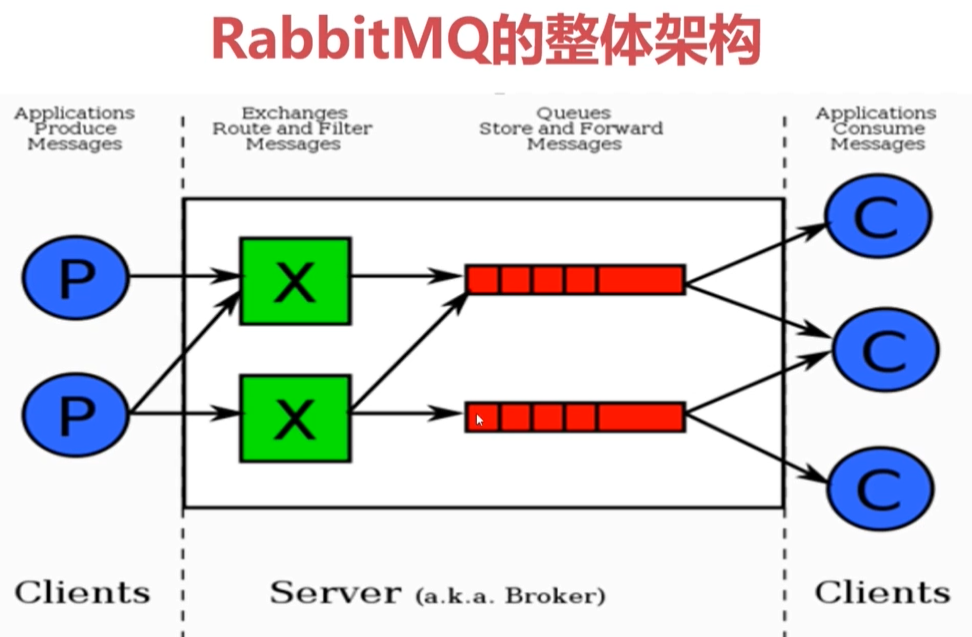 RabbitMQ的整体架构
Applications
Produce
Messages
Exchanges
Route and Filter
Messages
Queues
Store and Forward
Messages
Applications
Consume
Messages
P
X
C
C
P
X
C
Clients
Server (a.k.a. Broker)
Clients